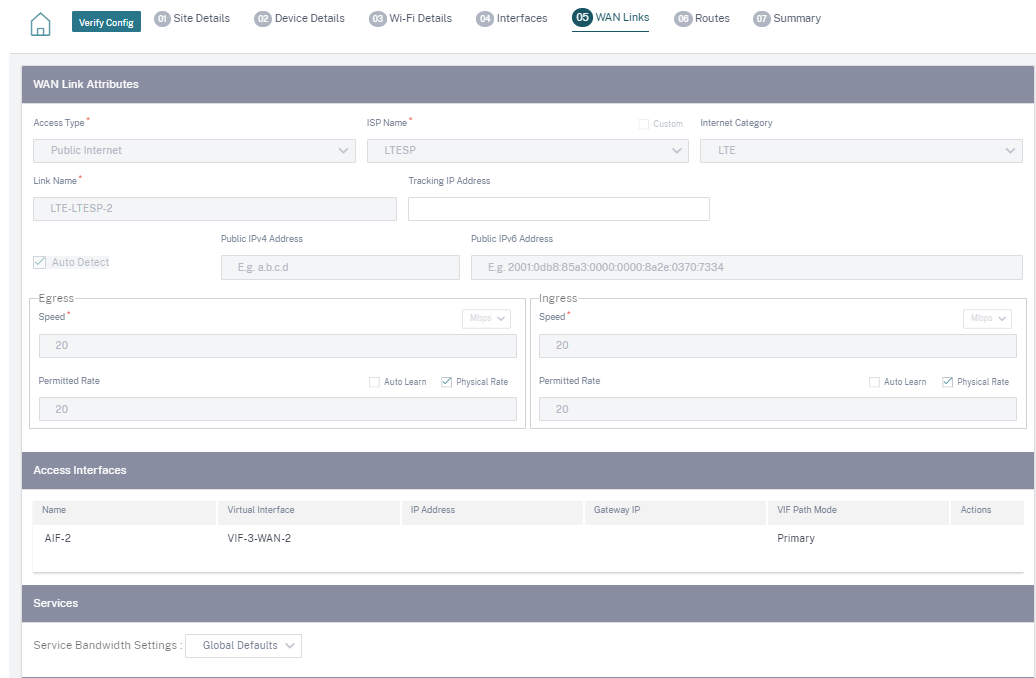 Verify Config
01 Site Details
02 Device Details
03 Wi-Fi Details
04 Interfaces
05 WAN Links
06 Routes
07 Summary
WAN Link Attributes
Access Type *
ISP Name *
Custom
Internet Category
Public Internet
LTESP
LTE
Link Name *
Tracking IP Address
LTE-LTESP-2
Public IPv4 Address
Public IPv6 Address
Auto Detect
E.g. a.b.c.d
E.g. 2001:0db8:85a3:0000:0000:8a2e:0370:7334
Egress
Speed *
Mbps
20
Permitted Rate
Auto Learn
Physical Rate
20
Ingress
Speed *
Mbps
20
Permitted Rate
Auto Learn
Physical Rate
20
Access Interfaces
Name
Virtual Interface
IP Address
Gateway IP
VIF Path Mode
Actions
AIF-2
VIF-3-WAN-2
Primary
Services
Service Bandwidth Settings :
Global Defaults